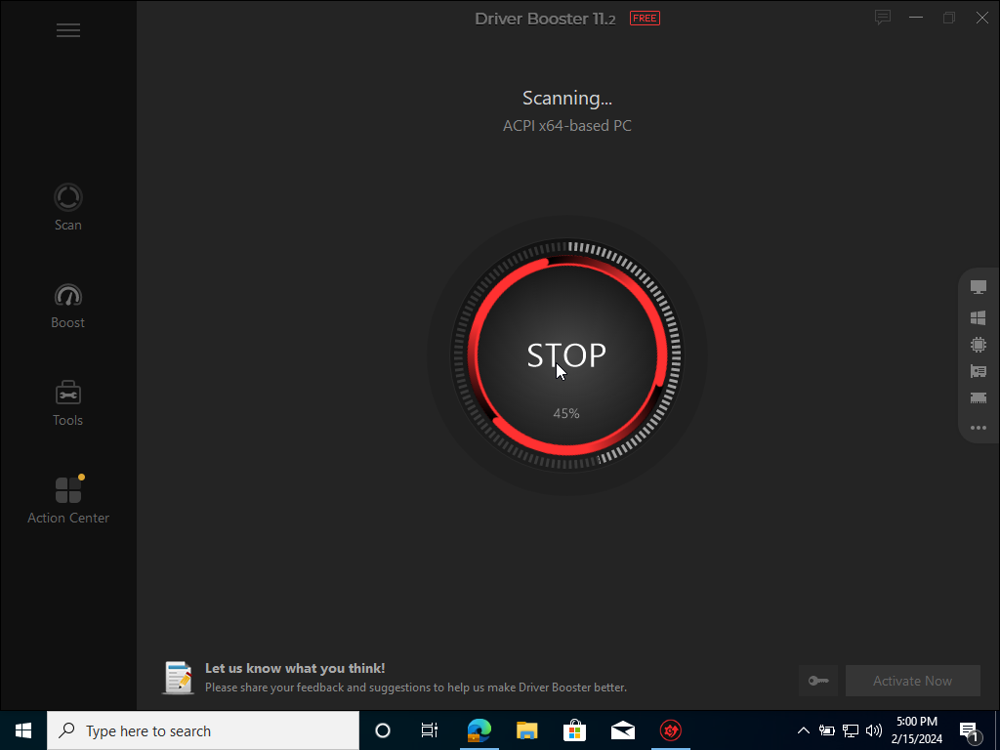 Driver Booster 11.2 FREE
Scanning...
ACPI x64-based PC
Scan
Boost
Tools
Action Center
STOP
45%
Let us know what you think!
Please share your feedback and suggestions to help us make Driver Booster better.
Activate Now
Type here to search
5:00 PM
2/15/2024
1